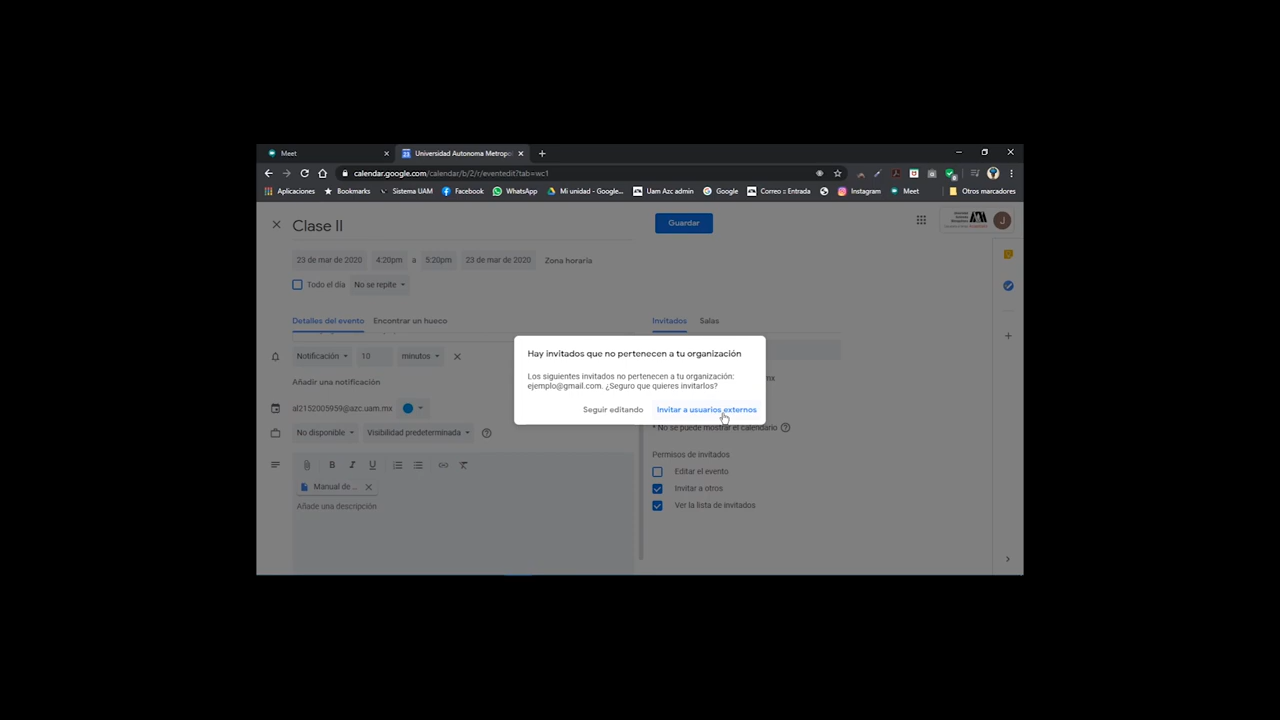 Meet
Universidad Autonoma Metropo
calendar.google.com/calendar/b/2/r/eventedit?tab=wc1
Aplicaciones
Bookmarks
Sistema UAM
Facebook
WhatsApp
Mi unidad - Google...
Uam Azc admin
Google
Correo :: Entrada
Instagram
Meet
Otros marcadores
Clase II
Guardar
J
23 de mar de 2020 4:20pm a 5:20pm 23 de mar de 2020 Zona horaria
Todo el día No se repite
Detalles del evento Encontrar un hueco
Invitados Salas
Notificación 10 minutos
Añadir una notificación
al2152005959@azc.uam.mx
No disponible Visibilidad predeterminada
B I U
Manual de ...
Añade una descripción
Hay invitados que no pertenecen a tu organización
Los siguientes invitados no pertenecen a tu organización:
ejemplo@gmail.com. ¿Seguro que quieres invitarlos?
Seguir editando Invitar a usuarios externos
mx
* No se puede mostrar el calendario
Permisos de invitados
Editar el evento
Invitar a otros
Ver la lista de invitados